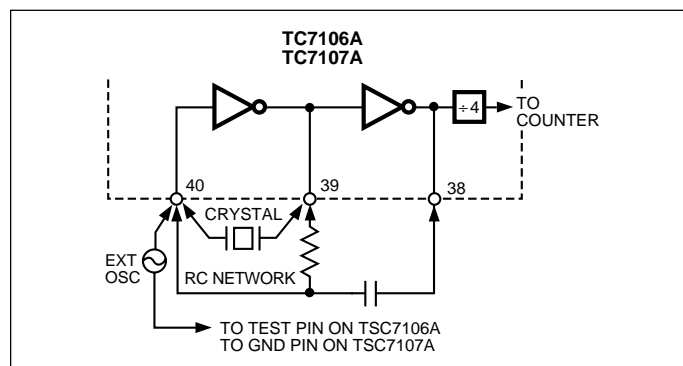 TC7106A
TC7107A
÷4
TO
COUNTER
40
39
38
CRYSTAL
EXT
OSC
RC NETWORK
TO TEST PIN ON TSC7106A
TO GND PIN ON TSC7107A